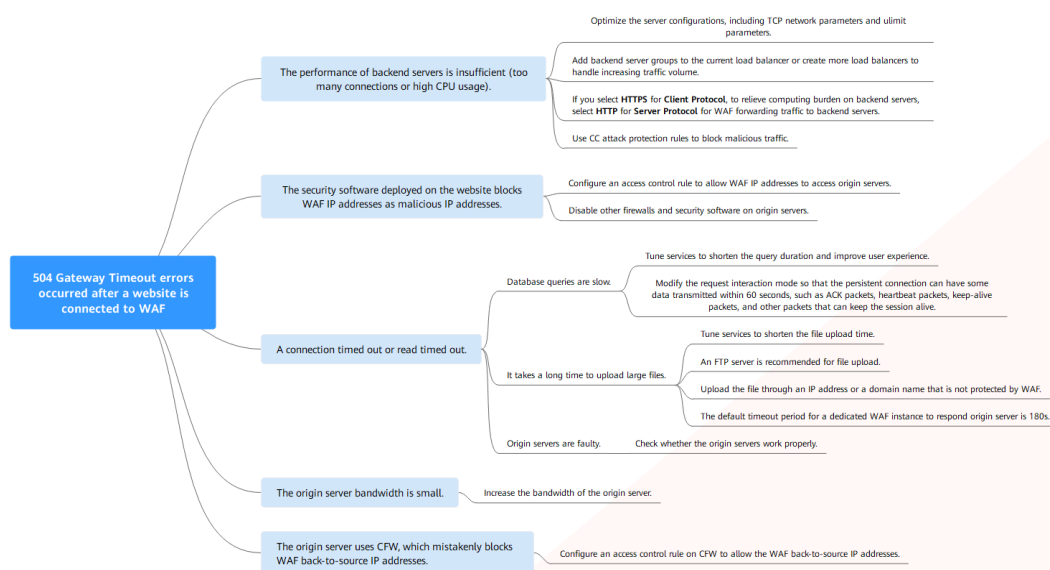 504 Gateway Timeout errors
occurred after a website is
connected to WAF
The performance of backend servers is insufficient (too
many connections or high CPU usage).
Optimize the server configurations, including TCP network parameters and ulimit
parameters.
Add backend server groups to the current load balancer or create more load balancers to
handle increasing traffic volume.
If you select HTTPS for Client Protocol, to relieve computing burden on backend servers,
select HTTP for Server Protocol for WAF forwarding traffic to backend servers.
Use CC attack protection rules to block malicious traffic.
The security software deployed on the website blocks
WAF IP addresses as malicious IP addresses.
Configure an access control rule to allow WAF IP addresses to access origin servers.
Disable other firewalls and security software on origin servers.
A connection timed out or read timed out.
Database queries are slow.
Tune services to shorten the query duration and improve user experience.
Modify the request interaction mode so that the persistent connection can have some
data transmitted within 60 seconds, such as ACK packets, heartbeat packets, keep-alive
packets, and other packets that can keep the session alive.
It takes a long time to upload large files.
Tune services to shorten the file upload time.
An FTP server is recommended for file upload.
Upload the file through an IP address or a domain name that is not protected by WAF.
The default timeout period for a dedicated WAF instance to respond origin server is 180s.
Origin servers are faulty.
Check whether the origin servers work properly.
The origin server bandwidth is small.
Increase the bandwidth of the origin server.
The origin server uses CFW, which mistakenly blocks
WAF back-to-source IP addresses.
Configure an access control rule on CFW to allow the WAF back-to-source IP addresses.